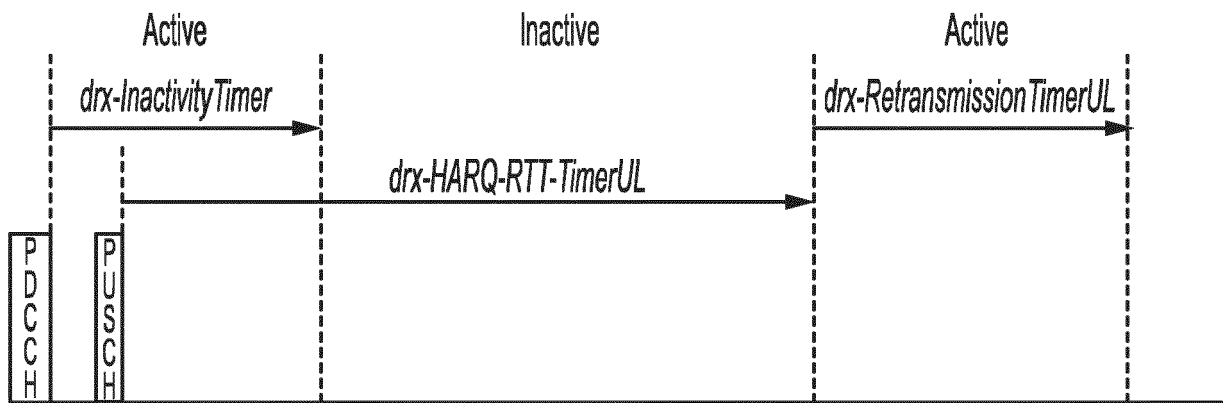 Active
Inactive
Active
drx-InactivityTimer
drx-RetransmissionTimerUL
drx-HARQ-RTT-TimerUL
PDCCH
PUSCH